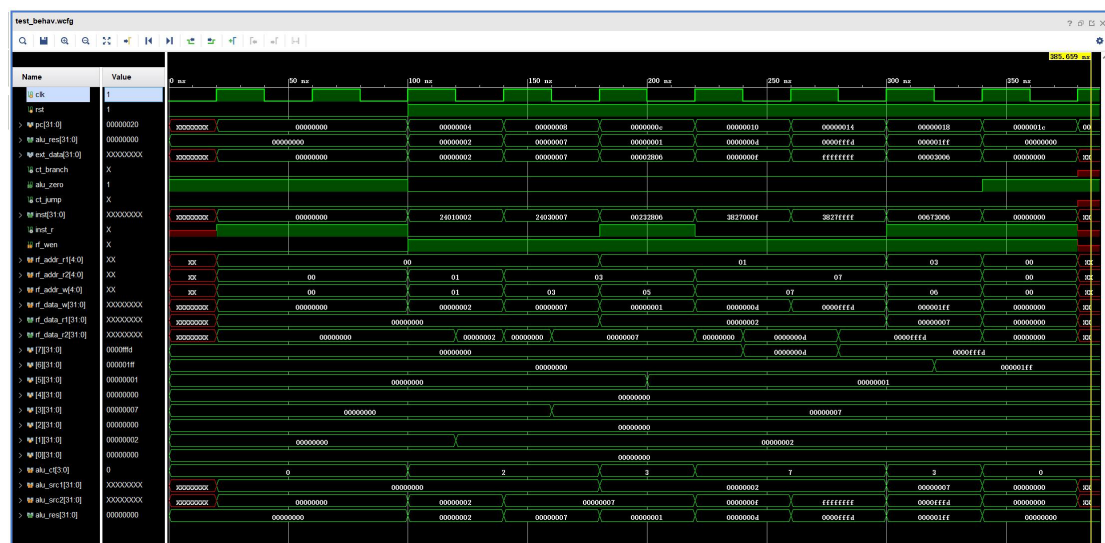 test_behav.wcfg
385.659 ns
Name Value 0 ns 50 ns 100 ns 150 ns 200 ns 250 ns 300 ns 350 ns
clk 1
rst 1
pc[31:0] 00000020 XXXXXXXX 00000000 00000004 00000008 0000000c 00000010 00000014 00000018 0000001c 00
alu_res[31:0] 00000000 00000000 00000002 00000007 00000001 0000000d 0000fffd 000001ff 00000000
ext_data[31:0] XXXXXXXX XXXXXXXX 00000000 00000002 00000007 00002806 0000000f ffffffff 00003006 00000000 XX
ct_branch X
alu_zero 1
ct_jump X
inst[31:0] XXXXXXXX XXXXXXXX 00000000 24010002 24030007 00232806 3827000f 3827ffff 00673006 00000000 XX
inst_r X
rf_wen X
rf_addr_r1[4:0] XX XX 00 01 03 00 XX
rf_addr_r2[4:0] XX XX 00 01 03 07 00 XX
rf_addr_w[4:0] XX XX 00 01 03 05 07 06 00 XX
rf_data_w[31:0] XXXXXXXX XXXXXXXX 00000000 00000002 00000007 00000001 0000000d 0000fffd 000001ff 00000000 XX
rf_data_r1[31:0] XXXXXXXX XXXXXXXX 00000000 00000002 00000007 00000000 XX
rf_data_r2[31:0] XXXXXXXX XXXXXXXX 00000000 00000002 00000000 00000007 00000000 0000000d 0000fffd 00000000 XX
[7][31:0] 0000fffd 00000000 0000000d 0000fffd
[6][31:0] 000001ff 00000000 000001ff
[5][31:0] 00000001 00000000 00000001
[4][31:0] 00000000 00000000
[3][31:0] 00000007 00000000 00000007
[2][31:0] 00000000 00000000
[1][31:0] 00000002 00000000 00000002
[0][31:0] 00000000 00000000
alu_ct[3:0] 0 0 2 3 7 3 0
alu_src1[31:0] XXXXXXXX XXXXXXXX 00000000 00000002 00000007 00000000 XX
alu_src2[31:0] XXXXXXXX XXXXXXXX 00000000 00000002 00000007 0000000f ffffffff 0000fffd 00000000 XX
alu_res[31:0] 00000000 00000000 00000002 00000007 00000001 0000000d 0000fffd 000001ff 00000000